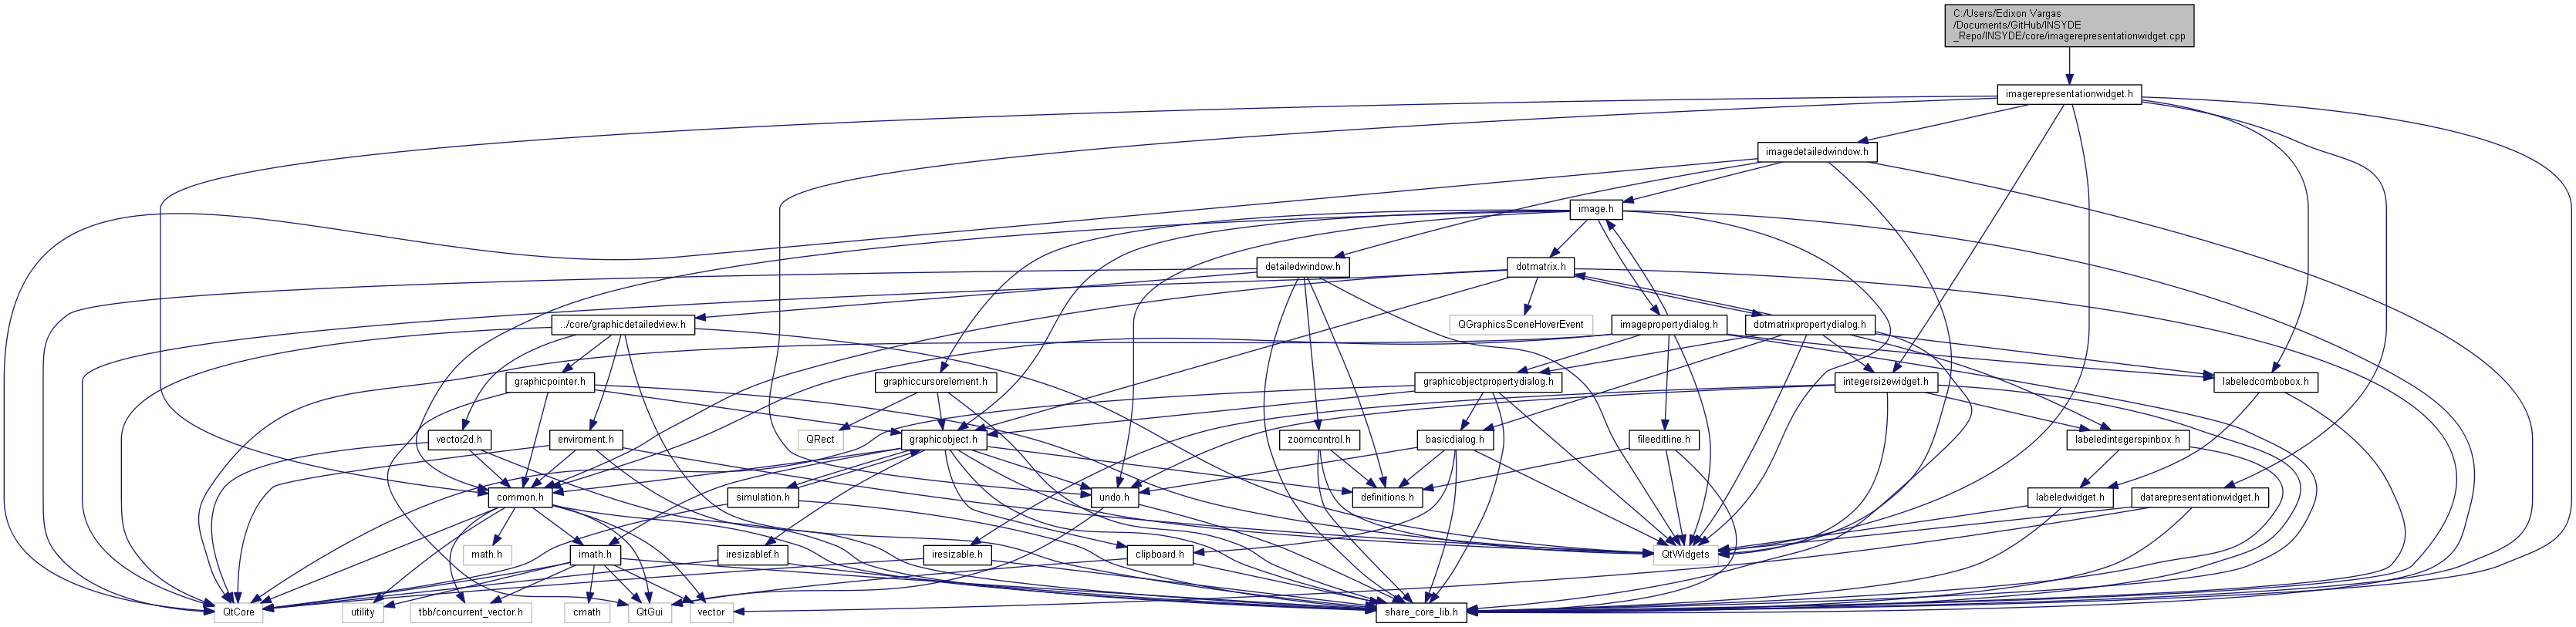 C:/Users/Edixon Vargas
/Documents/GitHub/INSYDE
_Repo/INSYDE/core/imagerepresentationwidget.cpp
imagerepresentationwidget.h
imagedetailedwindow.h
image.h
detailedwindow.h
dotmatrix.h
../core/graphicdetailedview.h
QGraphicsSceneHoverEvent
imagepropertydialog.h
dotmatrixpropertydialog.h
graphicpointer.h
graphiccursorelement.h
graphicobjectpropertydialog.h
integersizewidget.h
labeledcombobox.h
vector2d.h
enviroment.h
QRect
graphicobject.h
zoomcontrol.h
basicdialog.h
fileeditline.h
labeledintegerspinbox.h
common.h
simulation.h
undo.h
definitions.h
labeledwidget.h
datarepresentationwidget.h
math.h
imath.h
iresizablef.h
iresizable.h
clipboard.h
QtWidgets
QtCore
utility
tbb/concurrent_vector.h
cmath
QtGui
vector
share_core_lib.h